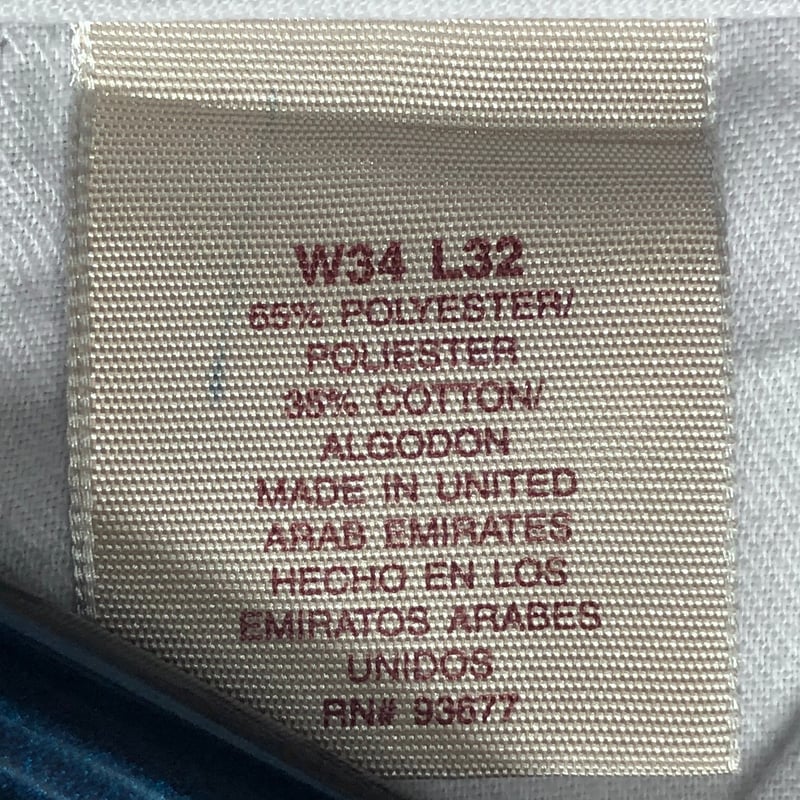 W34 L32
65% POLYESTER/
POLIESTER
35% COTTON/
ALGODON
MADE IN UNITED
ARAB EMIRATES
HECHO EN LOS
EMIRATOS ARABES
UNIDOS
RN# 93677